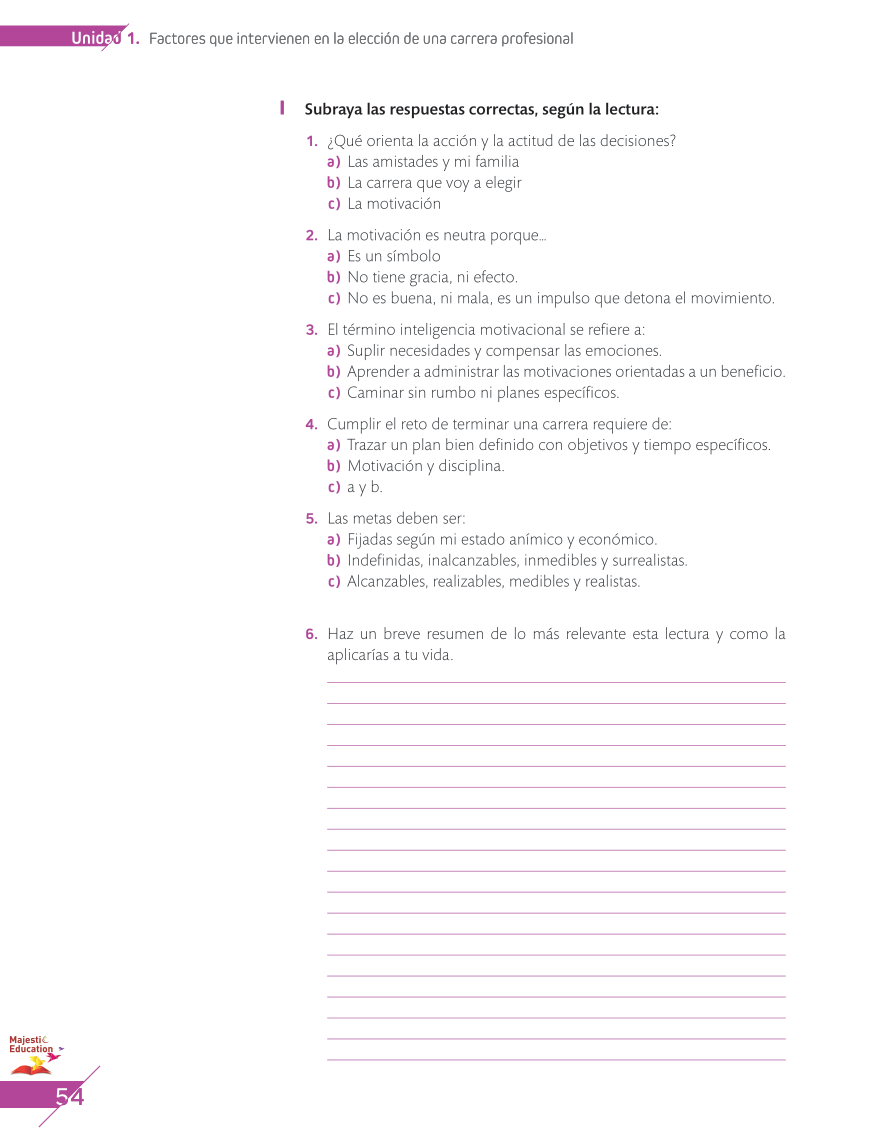 Unidad 1. Factores que intervienen en la elección de una carrera profesional
I Subraya las respuestas correctas, según la lectura:
1. ¿Qué orienta la acción y la actitud de las decisiones?
a) Las amistades y mi familia
b) La carrera que voy a elegir
c) La motivación
2. La motivación es neutra porque...
a) Es un símbolo
b) No tiene gracia, ni efecto.
c) No es buena, ni mala, es un impulso que detona el movimiento.
3. El término inteligencia motivacional se refiere a:
a) Suplir necesidades y compensar las emociones.
b) Aprender a administrar las motivaciones orientadas a un beneficio.
c) Caminar sin rumbo ni planes específicos.
4. Cumplir el reto de terminar una carrera requiere de:
a) Trazar un plan bien definido con objetivos y tiempo específicos.
b) Motivación y disciplina.
c) a y b.
5. Las metas deben ser:
a) Fijadas según mi estado anímico y económico.
b) Indefinidas, inalcanzables, inmedibles y surrealistas.
c) Alcanzables, realizables, medibles y realistas.
6. Haz un breve resumen de lo más relevante esta lectura y como la
aplicarías a tu vida.
Majestic
Education
54